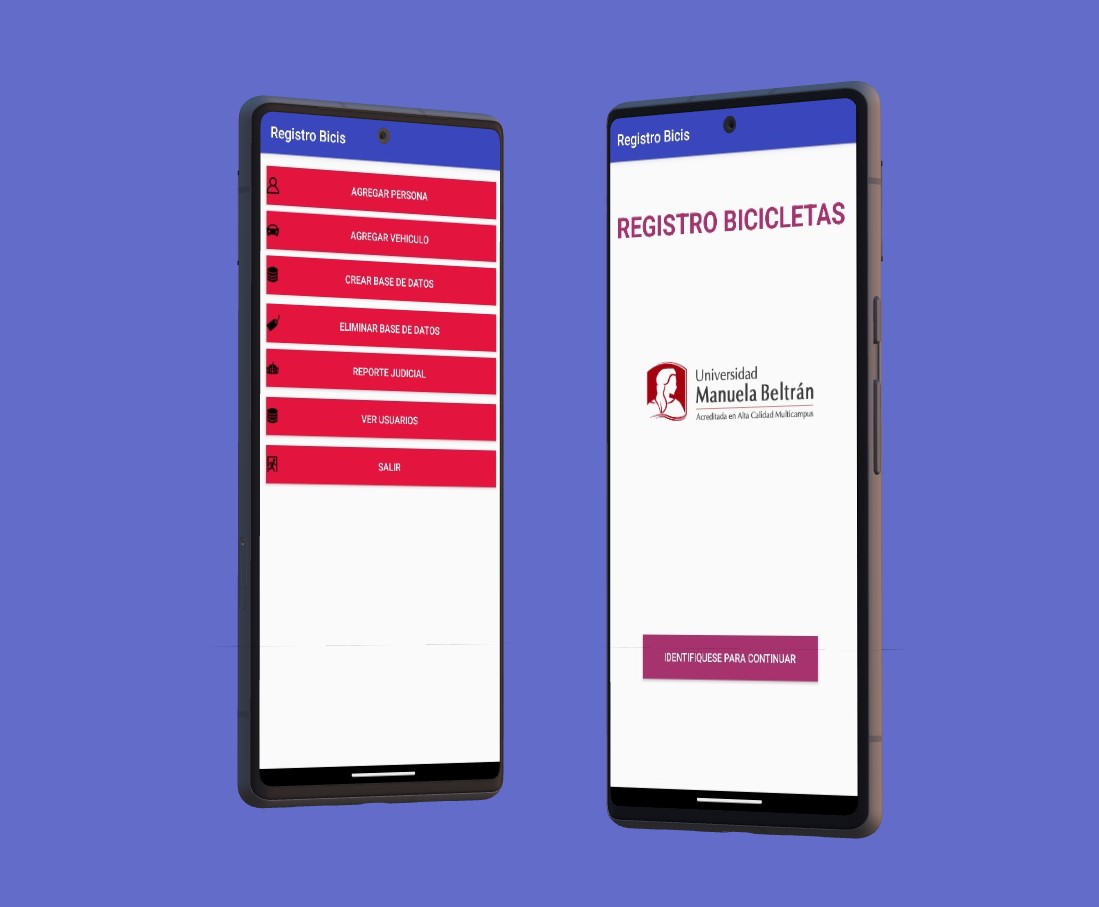 Registro Bicis
AGREGAR PERSONA
AGREGAR VEHICULO
CREAR BASE DE DATOS
ELIMINAR BASE DE DATOS
REPORTE JUDICIAL
VER USUARIOS
SALIR
Registro Bicis
REGISTRO BICICLETAS
Universidad
Manuela Beltrán
Acreditada en Alta Calidad Multicampus
IDENTIFIQUESE PARA CONTINUAR